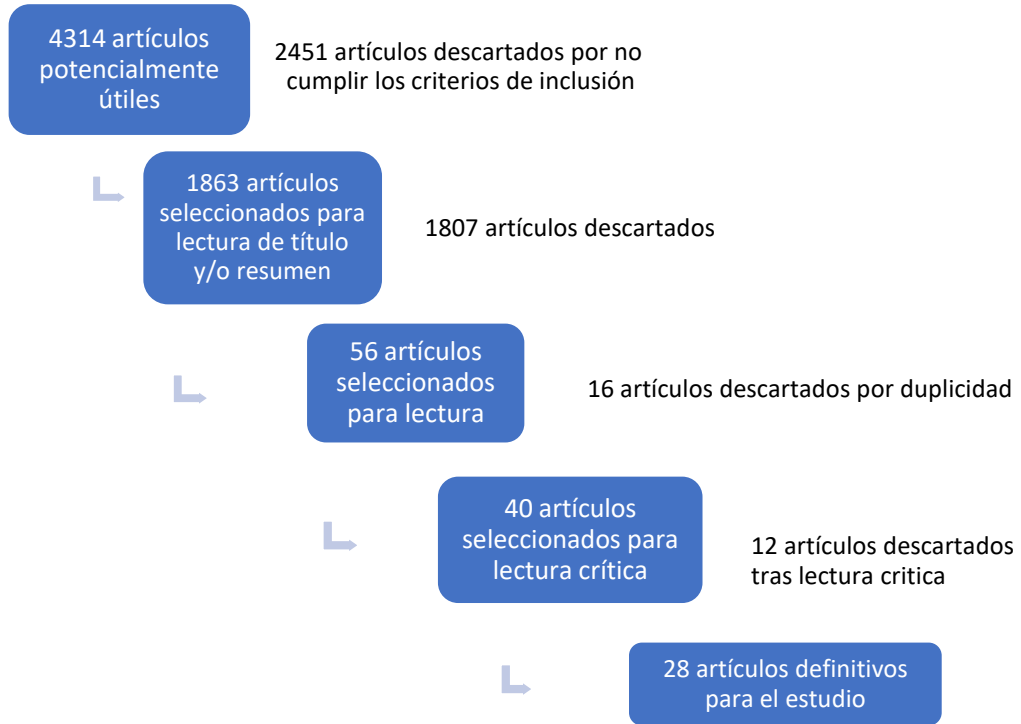 4314 artículos
potencialmente
útiles
2451 artículos descartados por no
cumplir los criterios de inclusión
1863 artículos
seleccionados para
lectura de título
y/o resumen
1807 artículos descartados
56 artículos
seleccionados
para lectura
16 artículos descartados por duplicidad
40 artículos
seleccionados para
lectura crítica
12 artículos descartados
tras lectura critica
28 artículos definitivos
para el estudio